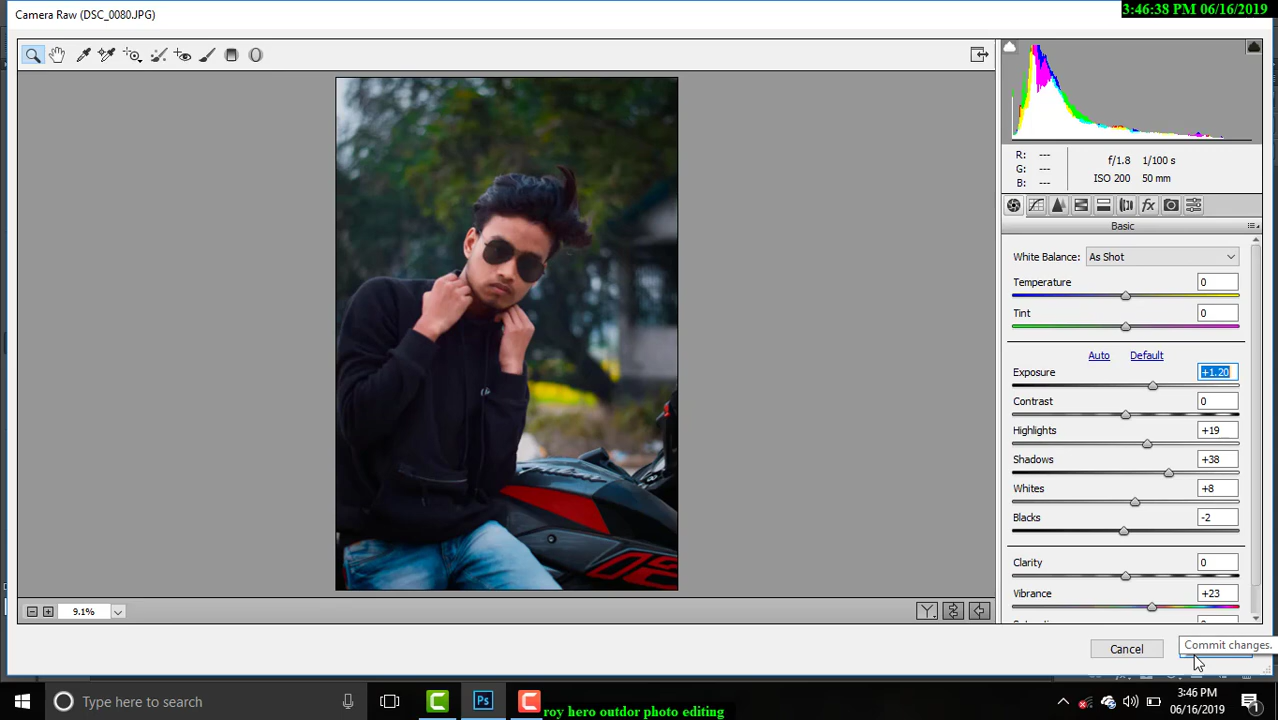 Camera Raw (DSC_0080.JPG)
3:46:38 PM 06/16/2019
R: ---
G: ---
B: ---
f/1.8 1/100 s
ISO 200 50 mm
fx
Basic
White Balance: As Shot
Temperature 0
Tint 0
Auto Default
Exposure +1.20
Contrast 0
Highlights +19
Shadows +38
Whites +8
Blacks -2
Clarity 0
Vibrance +23
9.1%
Y
Cancel
Commit changes.
Type here to search
Ps
3:46 PM
06/16/2019
1
roy hero outdor photo editing